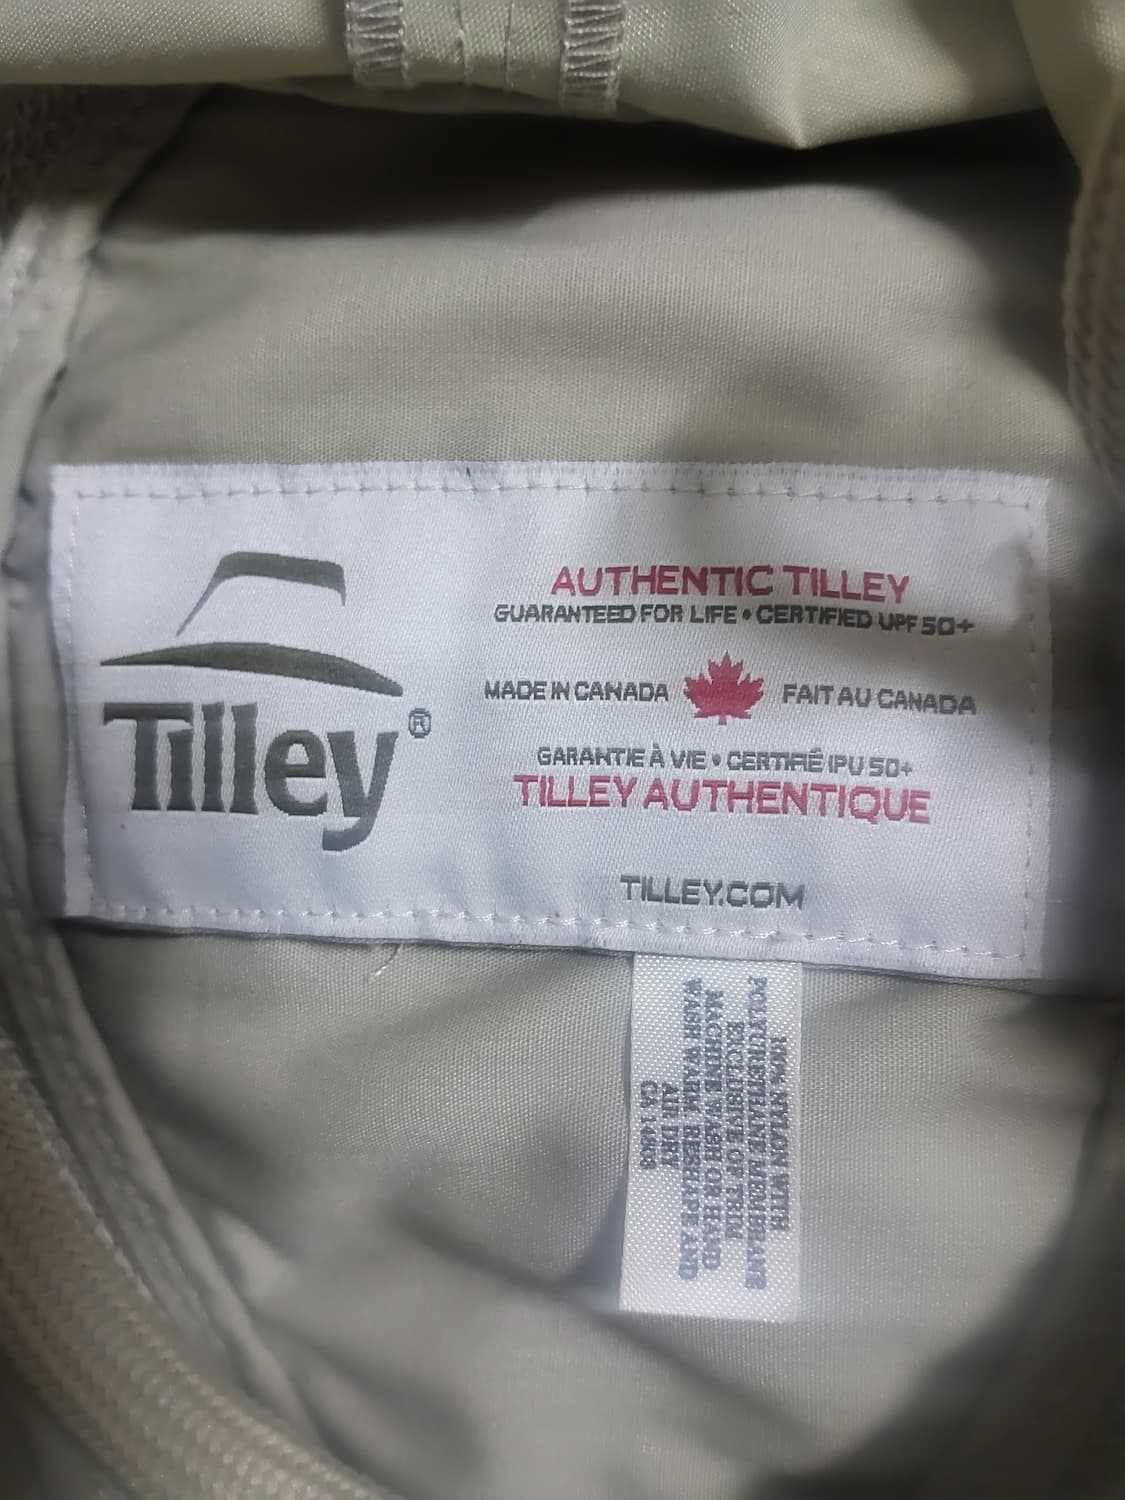 Tilley®
AUTHENTIC TILLEY
GUARANTEED FOR LIFE • CERTIFIED UPF 50+
MADE IN CANADA FAIT AU CANADA
GARANTIE À VIE • CERTIFIÉ IPU 50+
TILLEY AUTHENTIQUE
TILLEY.COM
100% NYLON WITH
POLYURETHANE MEMBRANE
EXCLUSIVE OF TRIM
MACHINE WASH OR HAND
WASH WARM RESHAPE AND
AIR DRY
CA